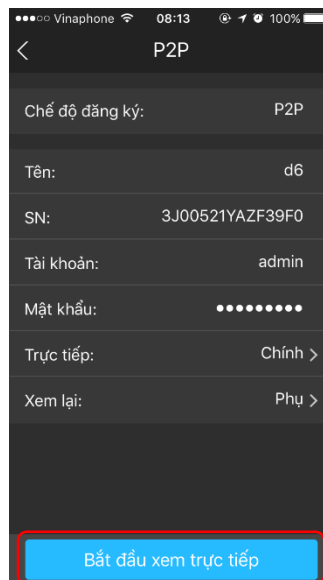 Vinaphone 08:13 100%
P2P
Chế độ đăng ký: P2P
Tên: d6
SN: 3J00521YAZF39F0
Tài khoản: admin
Mật khẩu: •••••••••
Trực tiếp: Chính >
Xem lại: Phụ >
Bắt đầu xem trực tiếp